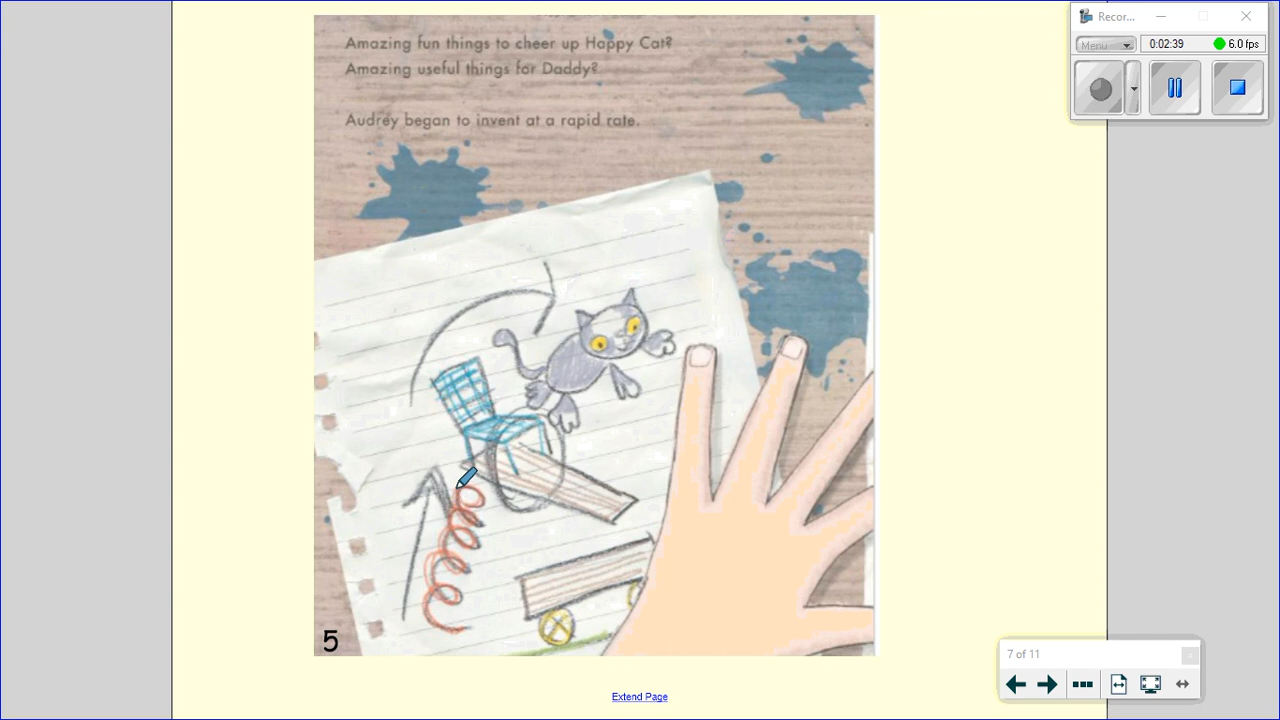 Amazing fun things to cheer up Happy Cat?
Amazing useful things for Daddy?
Audrey began to invent at a rapid rate.
5
Recor...
Menu
0:02:39
6.0 fps
7 of 11
Extend Page